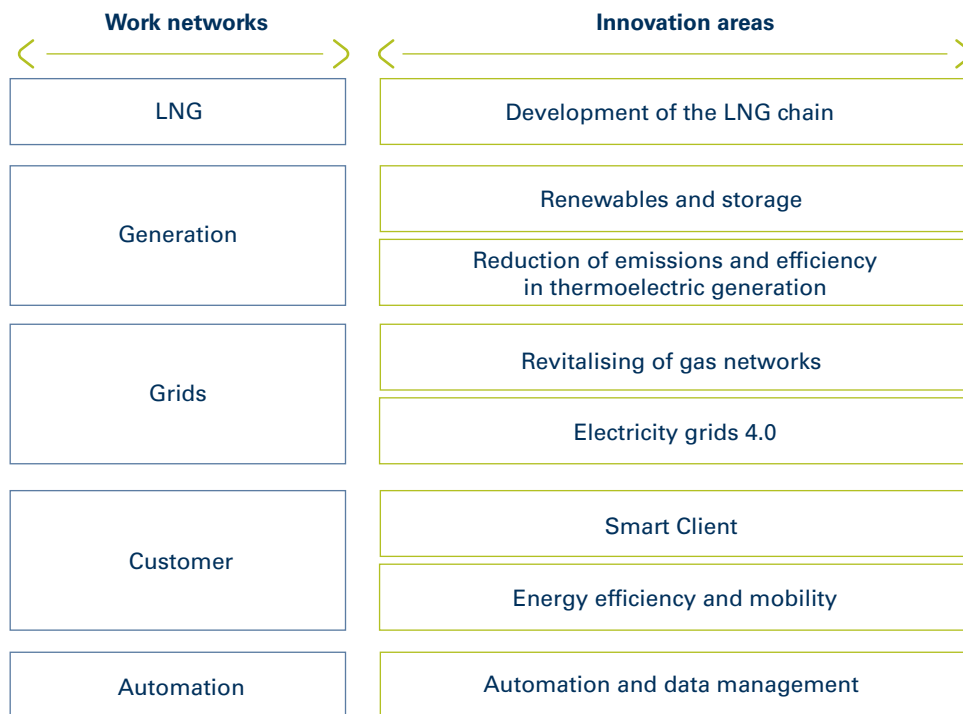 Work networks
Innovation areas
LNG
Development of the LNG chain
Generation
Renewables and storage
Reduction of emissions and efficiency
in thermoelectric generation
Grids
Revitalising of gas networks
Electricity grids 4.0
Customer
Smart Client
Energy efficiency and mobility
Automation
Automation and data management